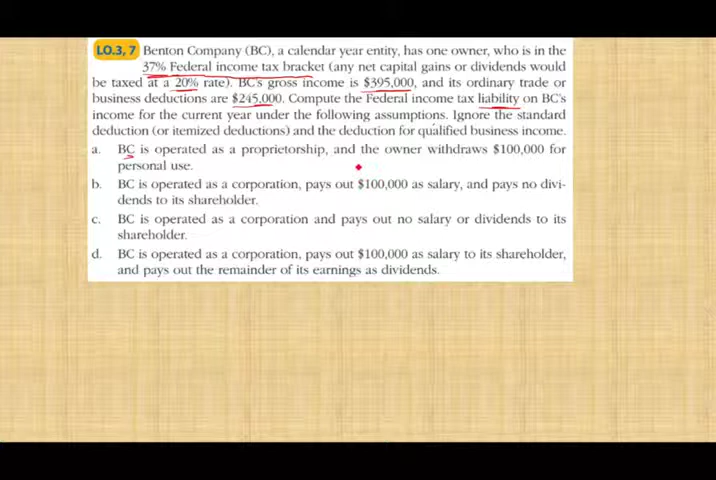 LO.3, 7 Benton Company (BC), a calendar year entity, has one owner, who is in the
37% Federal income tax bracket (any net capital gains or dividends would
be taxed at a 20% rate). BC's gross income is $395,000, and its ordinary trade or
business deductions are $245,000. Compute the Federal income tax liability on BC's
income for the current year under the following assumptions. Ignore the standard
deduction (or itemized deductions) and the deduction for qualified business income.
a. BC is operated as a proprietorship, and the owner withdraws $100,000 for
personal use.
b. BC is operated as a corporation, pays out $100,000 as salary, and pays no divi-
dends to its shareholder.
c. BC is operated as a corporation and pays out no salary or dividends to its
shareholder.
d. BC is operated as a corporation, pays out $100,000 as salary to its shareholder,
and pays out the remainder of its earnings as dividends.